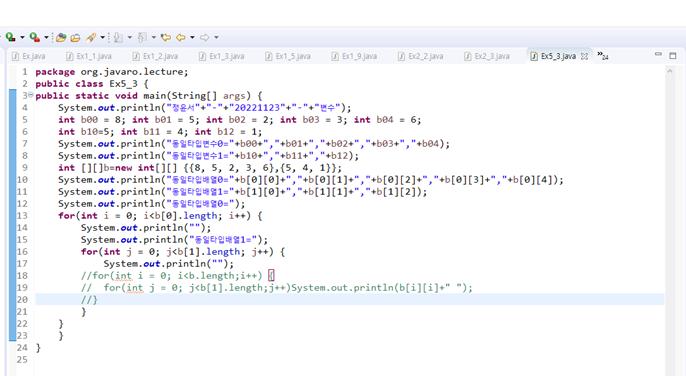 Ex.java Ex1_1.java Ex1_2.java Ex1_3.java Ex1_5.java Ex1_9.java Ex2_2.java Ex2_3.java Ex5_3.java »24
1 package org.javaro.lecture;
2 public class Ex5_3{
3 public static void main(String[] args) {
4 System.out.println("정윤서"+"-"+"20221123"+"-"+"변수");
5 int b00 = 8; int b01 = 5; int b02 = 2; int b03 = 3; int b04 = 6;
6 int b10=5; int b11 = 4; int b12 = 1;
7 System.out.println("동일타입변수0="+b00+","+b01+","+b02+","+b03+","+b04);
8 System.out.println("동일타입변수1="+b10+","+b11+","+b12);
9 int [][]b=new int[][] {{8, 5, 2, 3, 6},{5, 4, 1}};
10 System.out.println("동일타입배열0="+b[0][0]+","+b[0][1]+","+b[0][2]+","+b[0][3]+","+b[0][4]);
11 System.out.println("동일타입배열1="+b[1][0]+","+b[1][1]+","+b[1][2]);
12 System.out.println("동일타입배열0=");
13 for(int i = 0; i<b[0].length; i++) {
14 System.out.println("");
15 System.out.println("동일타입배열1=");
16 for(int j = 0; j<b[1].length; j++) {
17 System.out.println("");
18 //for(int i = 0; i<b.length;i++) {
19 // for(int j = 0; j<b[1].length;j++)System.out.println(b[i][i]+" ");
20 //}
21 }
22 }
23 }
24 }
25